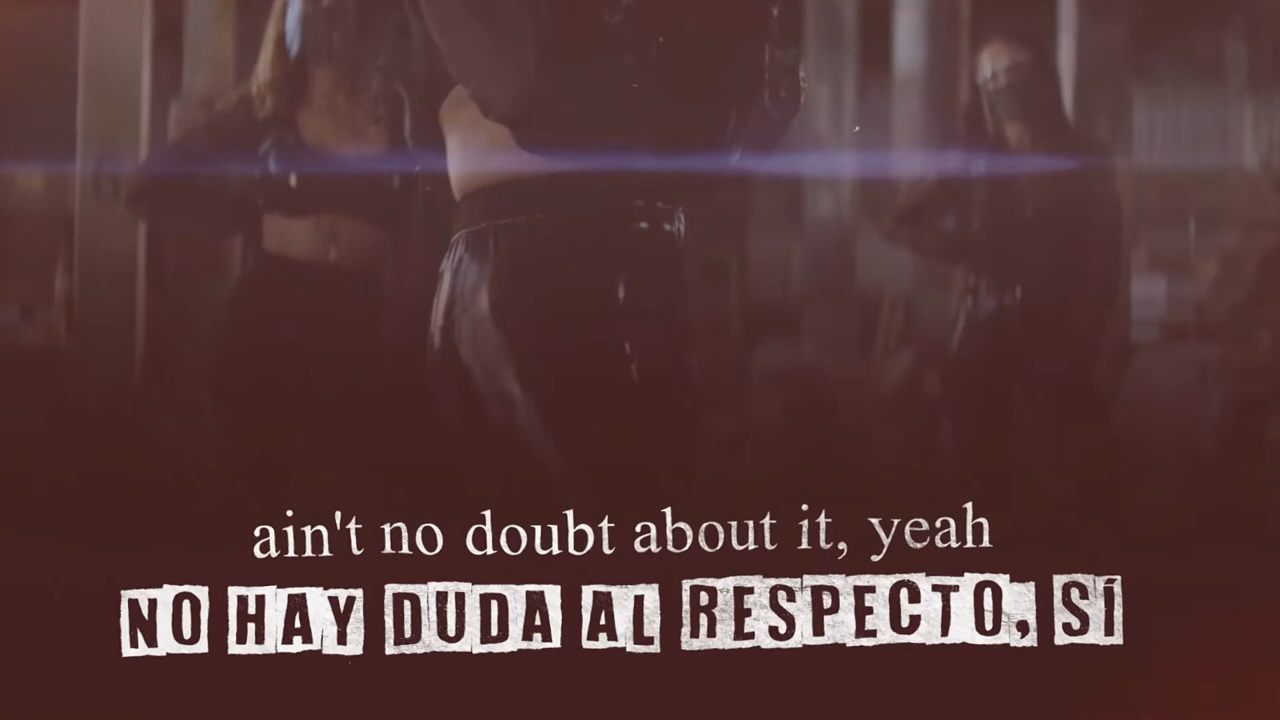 ain't no doubt about it, yeah
NO HAY DUDA AL RESPECTO, SÍ